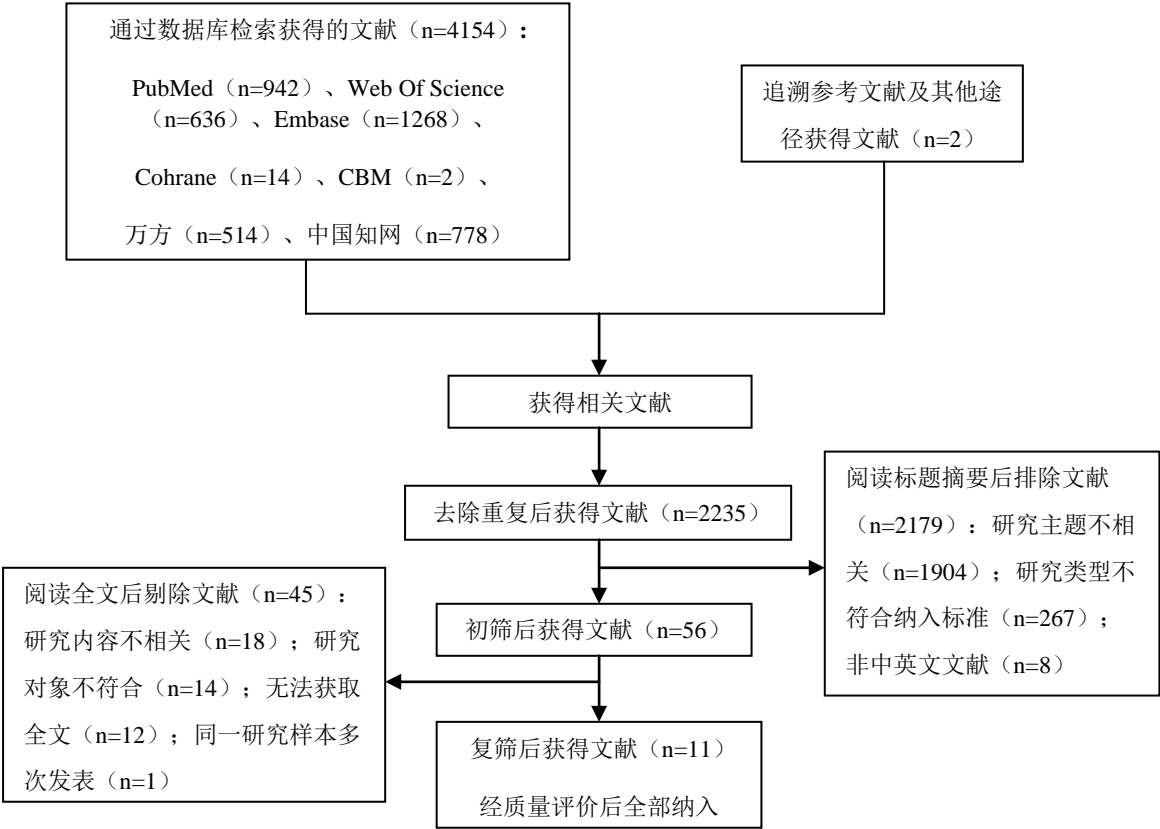 通过数据库检索获得的文献（n=4154）：
PubMed（n=942）、Web Of Science
（n=636）、Embase（n=1268）、
Cohrane（n=14）、CBM（n=2）、
万方（n=514）、中国知网（n=778）
追溯参考文献及其他途
径获得文献（n=2）
获得相关文献
去除重复后获得文献（n=2235）
阅读标题摘要后排除文献
（n=2179）：研究主题不相
关（n=1904）；研究类型不
符合纳入标准（n=267）；
非中英文文献（n=8）
初筛后获得文献（n=56）
阅读全文后剔除文献（n=45）：
研究内容不相关（n=18）；研究
对象不符合（n=14）；无法获取
全文（n=12）；同一研究样本多
次发表（n=1）
复筛后获得文献（n=11）
经质量评价后全部纳入